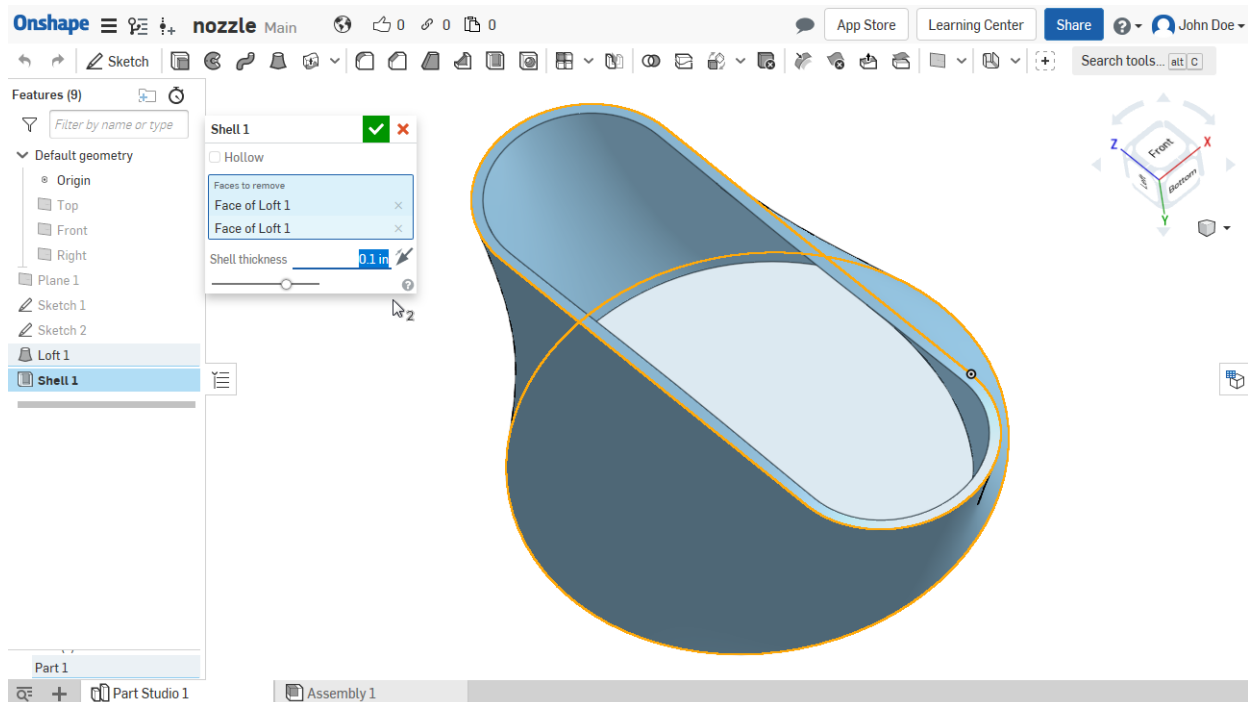 Onshape nozzle Main 0 0 0 App Store Learning Center Share John Doe
Sketch Search tools... alt C
Features (9)
Filter by name or type
Shell 1
Hollow
Faces to remove
Face of Loft 1
Face of Loft 1
Shell thickness 0.1 in
Default geometry
Origin
Top
Front
Right
Plane 1
Sketch 1
Sketch 2
Loft 1
Shell 1
2
Z
Front
X
Bottom
Y
Part 1
Part Studio 1 Assembly 1